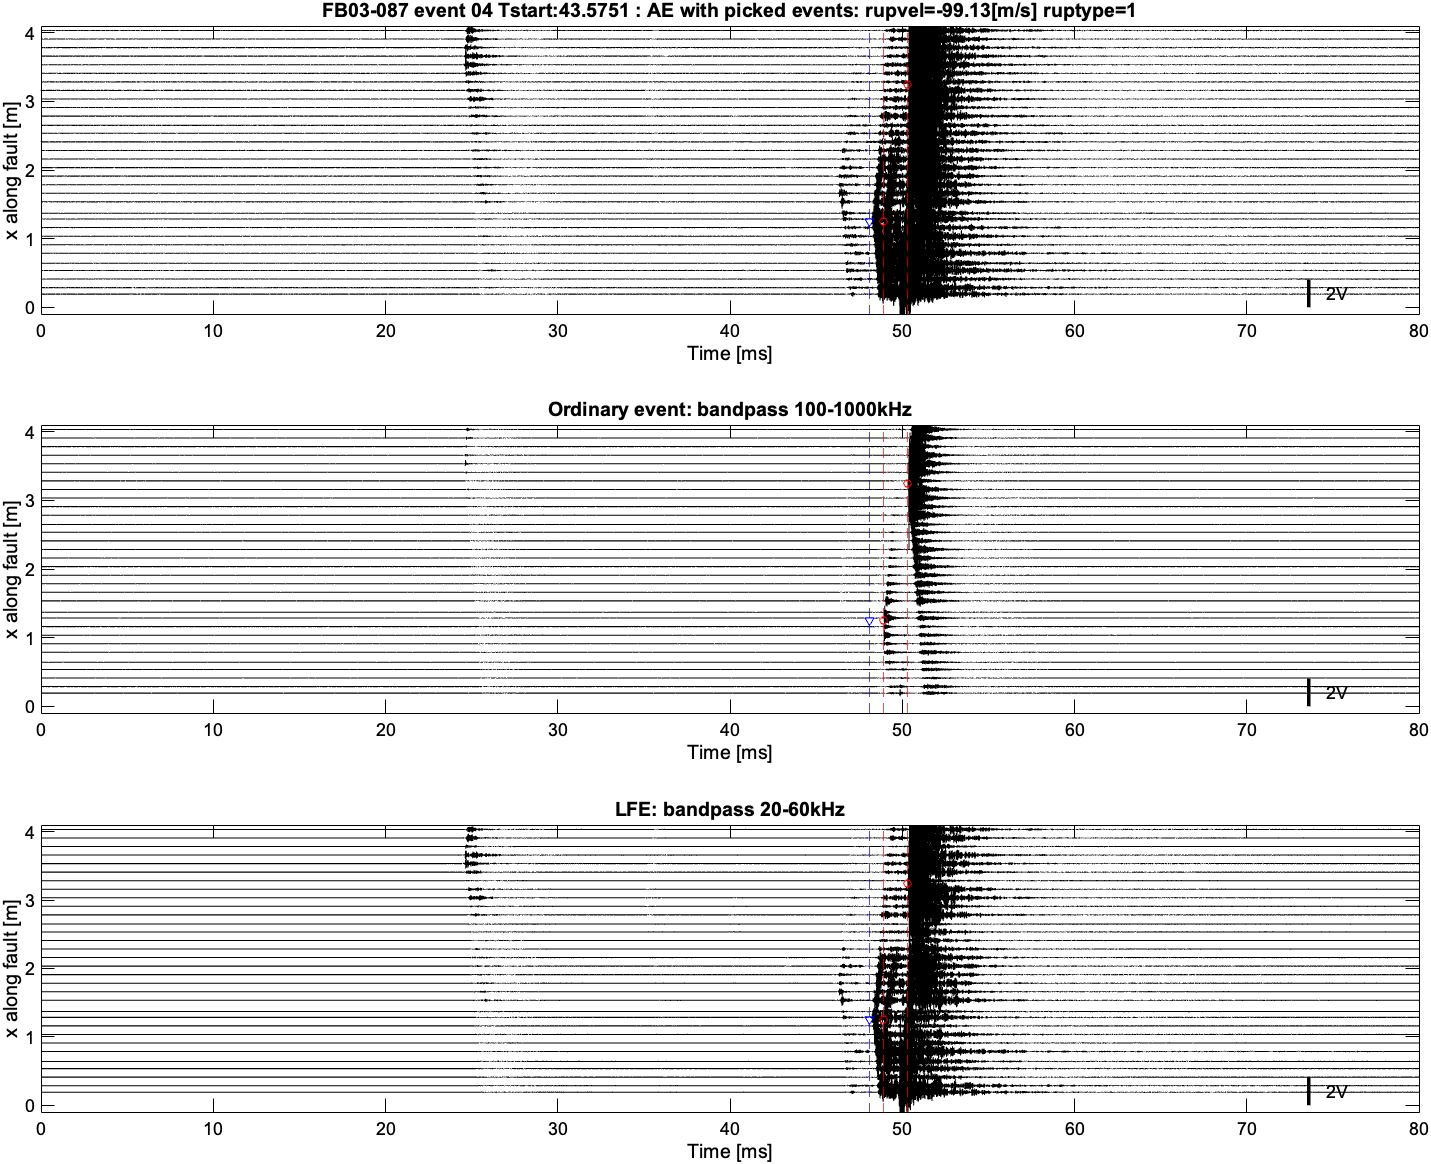 FB03-087 event 04 Tstart:43.5751 : AE with picked events: rupvel=-99.13[m/s] ruptype=1
4
3
2
1
0
x along fault [m]
2V
0 10 20 30 40 50 60 70 80
Time [ms]
Ordinary event: bandpass 100-1000kHz
4
3
2
1
0
x along fault [m]
2V
0 10 20 30 40 50 60 70 80
Time [ms]
LFE: bandpass 20-60kHz
4
3
2
1
0
x along fault [m]
2V
0 10 20 30 40 50 60 70 80
Time [ms]